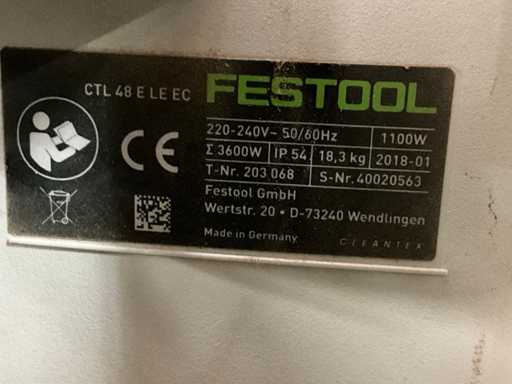 CTL 48 E LE EC FESTOOL
220-240V~ 50/60Hz 1100W
Σ 3600W IP 54 18,3 kg 2018-01
T-Nr. 203 068 S-Nr. 40020563
Festool GmbH
Wertstr. 20 • D-73240 Wendlingen
Made in Germany CLEANTEX
CE